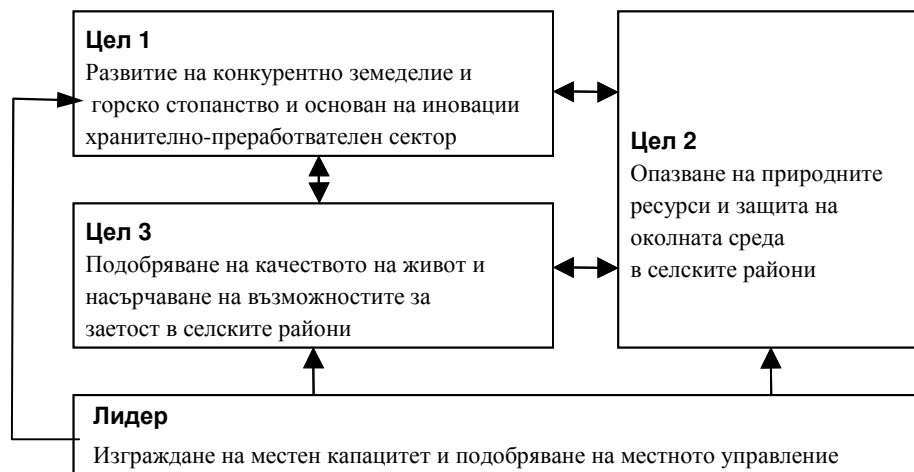 Цел 1
Развитие на конкурентно земеделие и
горско стопанство и основан на иновации
хранително-преработвателен сектор
Цел 2
Опазване на природните
ресурси и защита на
околната среда
в селските райони
Цел 3
Подобряване на качеството на живот и
насърчаване на възможностите за
заетост в селските райони
Лидер
Изграждане на местен капацитет и подобряване на местното управление